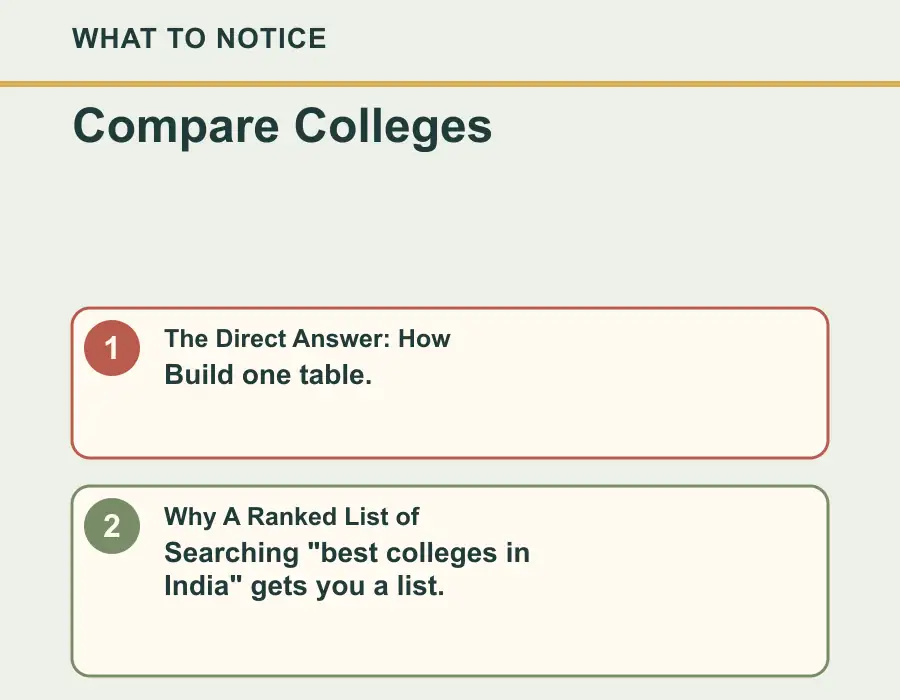 WHAT TO NOTICE
Compare Colleges
1
The Direct Answer: How
Build one table.
2
Why A Ranked List of
Searching "best colleges in
India" gets you a list.